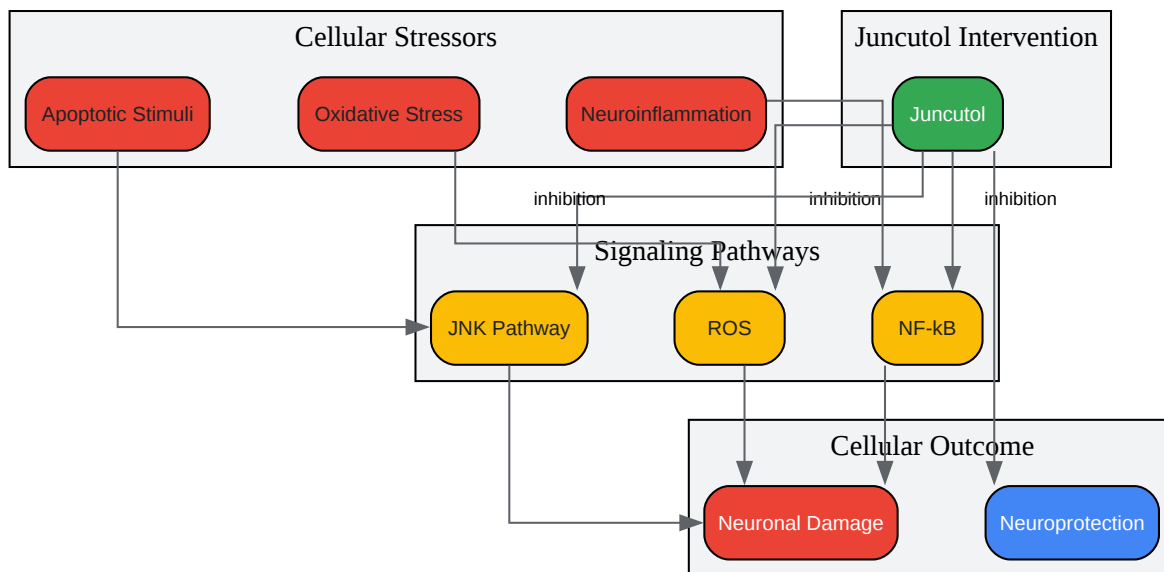 Cellular Stressors
Juncutol Intervention
Apoptotic Stimuli
Oxidative Stress
Neuroinflammation
Juncutol
inhibition
inhibition
inhibition
Signaling Pathways
JNK Pathway
ROS
NF-kB
Cellular Outcome
Neuronal Damage
Neuroprotection